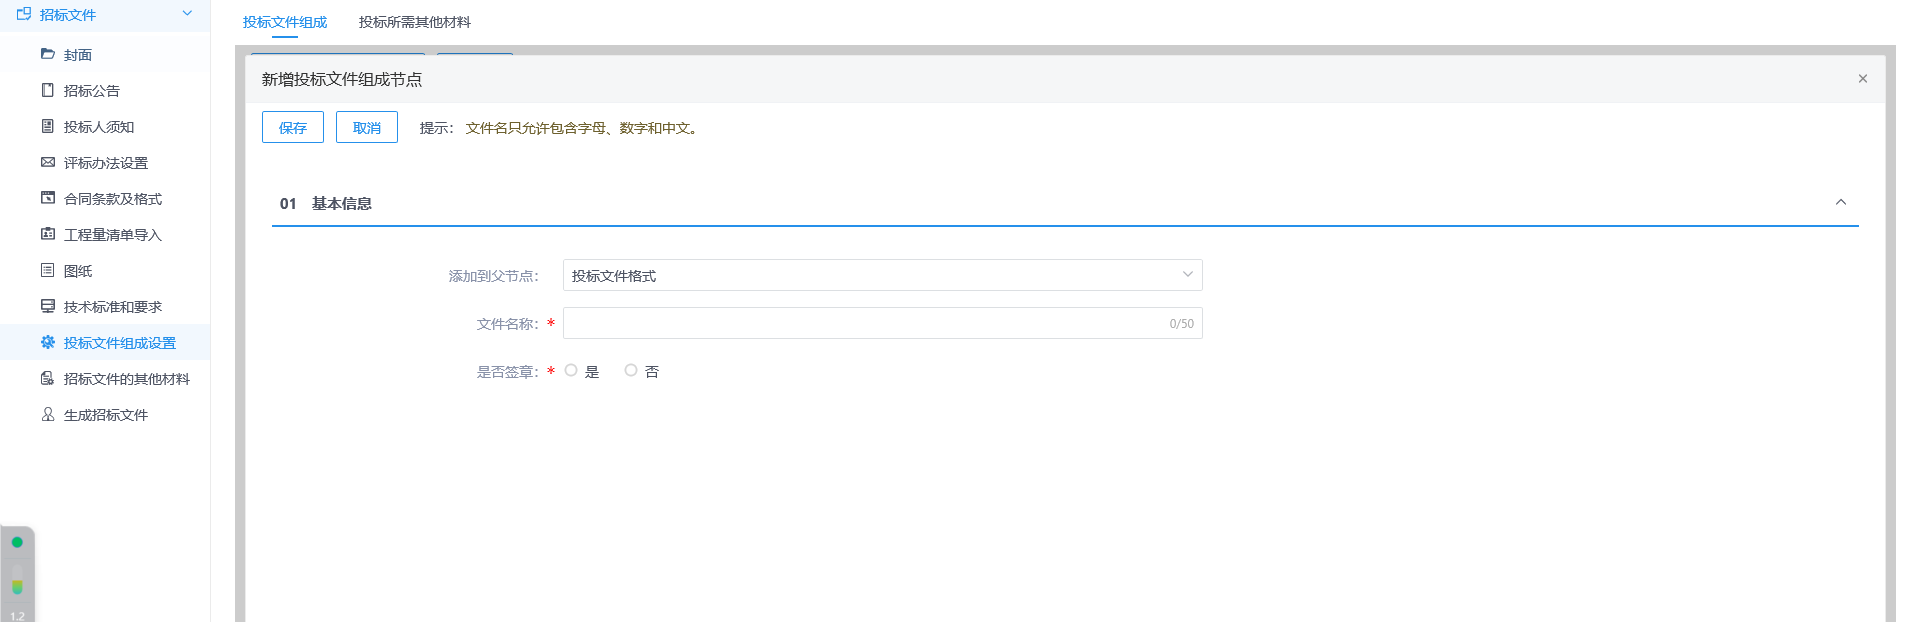 招标文件
封面
招标公告
投标人须知
评标办法设置
合同条款及格式
工程量清单导入
图纸
技术标准和要求
投标文件组成设置
招标文件的其他材料
生成招标文件
1.2
投标文件组成 投标所需其他材料
新增投标文件组成节点 ×
保存 取消 提示： 文件名只允许包含字母、数字和中文。
01 基本信息
添加到父节点： 投标文件格式
文件名称：* 0/50
是否签章：* 是 否